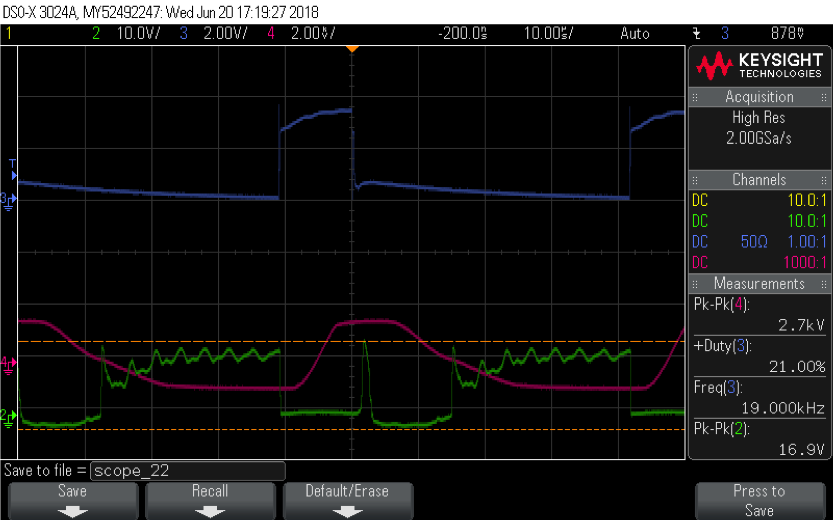 DSO-X 3024A, MY52492247: Wed Jun 20 17:19:27 2018
1 2 10.0V/ 3 2.00V/ 4 2.00V/ -200.0s 10.00s/ Auto 3 878V
KEYSIGHT
TECHNOLOGIES
Acquisition
High Res
2.00GSa/s
Channels
DC 10.0:1
DC 10.0:1
DC 50Ω 1.00:1
DC 1000:1
Measurements
Pk-Pk(4):
2.7kV
+Duty(3):
21.00%
Freq(3):
19.000kHz
Pk-Pk(2):
16.9V
T
3
4
2
Save to file = scope_22
Save Recall Default/Erase Press to
Save